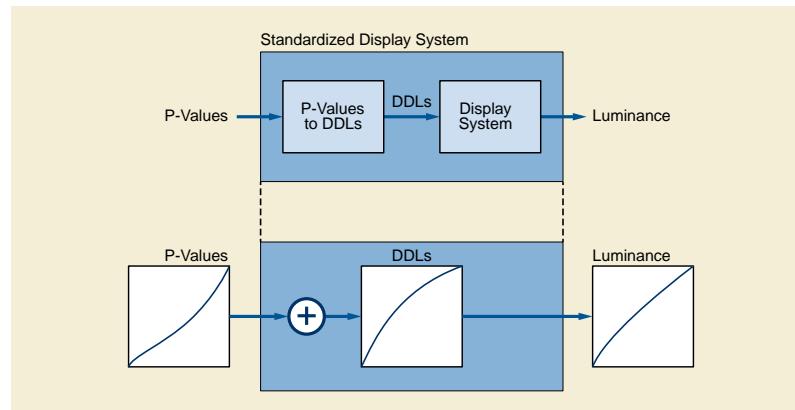 Standardized Display System
P-Values
P-Values
to DDLs
DDLs
Display
System
Luminance
P-Values
DDLs
Luminance
+